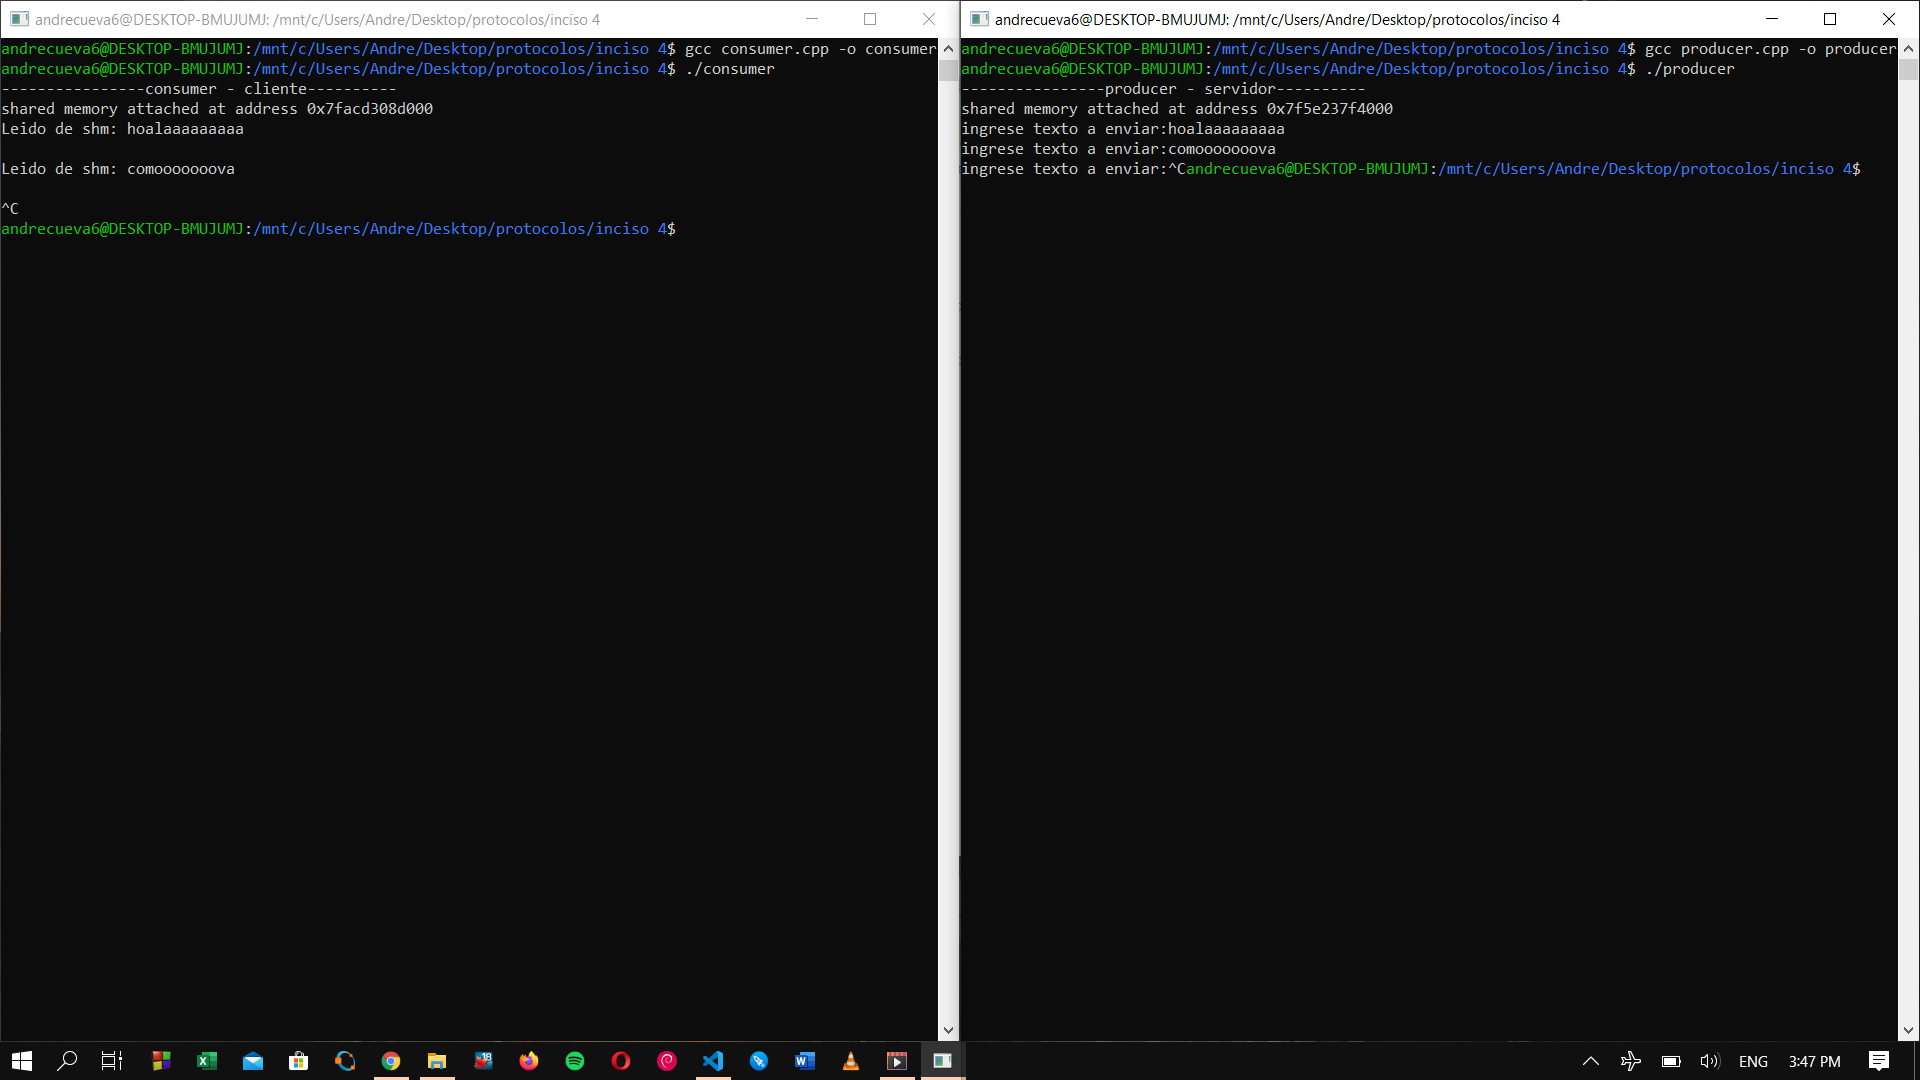 andrecueva6@DESKTOP-BMUJUMJ: /mnt/c/Users/Andre/Desktop/protocolos/inciso 4
andrecueva6@DESKTOP-BMUJUMJ:/mnt/c/Users/Andre/Desktop/protocolos/inciso 4$ gcc consumer.cpp -o consumer
andrecueva6@DESKTOP-BMUJUMJ:/mnt/c/Users/Andre/Desktop/protocolos/inciso 4$ ./consumer
----------------consumer - cliente----------
shared memory attached at address 0x7facd308d000
Leido de shm: hoalaaaaaaaaa
Leido de shm: comooooooova
^C
andrecueva6@DESKTOP-BMUJUMJ:/mnt/c/Users/Andre/Desktop/protocolos/inciso 4$
andrecueva6@DESKTOP-BMUJUMJ: /mnt/c/Users/Andre/Desktop/protocolos/inciso 4
andrecueva6@DESKTOP-BMUJUMJ:/mnt/c/Users/Andre/Desktop/protocolos/inciso 4$ gcc producer.cpp -o producer
andrecueva6@DESKTOP-BMUJUMJ:/mnt/c/Users/Andre/Desktop/protocolos/inciso 4$ ./producer
----------------producer - servidor----------
shared memory attached at address 0x7f5e237f4000
ingrese texto a enviar:hoalaaaaaaaaa
ingrese texto a enviar:comooooooova
ingrese texto a enviar:^Candrecueva6@DESKTOP-BMUJUMJ:/mnt/c/Users/Andre/Desktop/protocolos/inciso 4$
18
ENG
3:47 PM